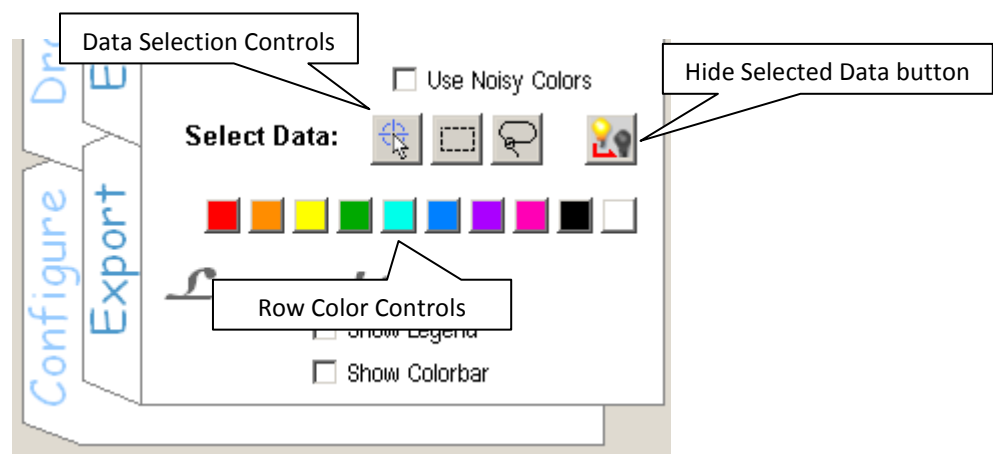 Data Selection Controls
Hide Selected Data button
Use Noisy Colors
Select Data:
Row Color Controls
Show Legend
Show Colorbar
Configure
Export